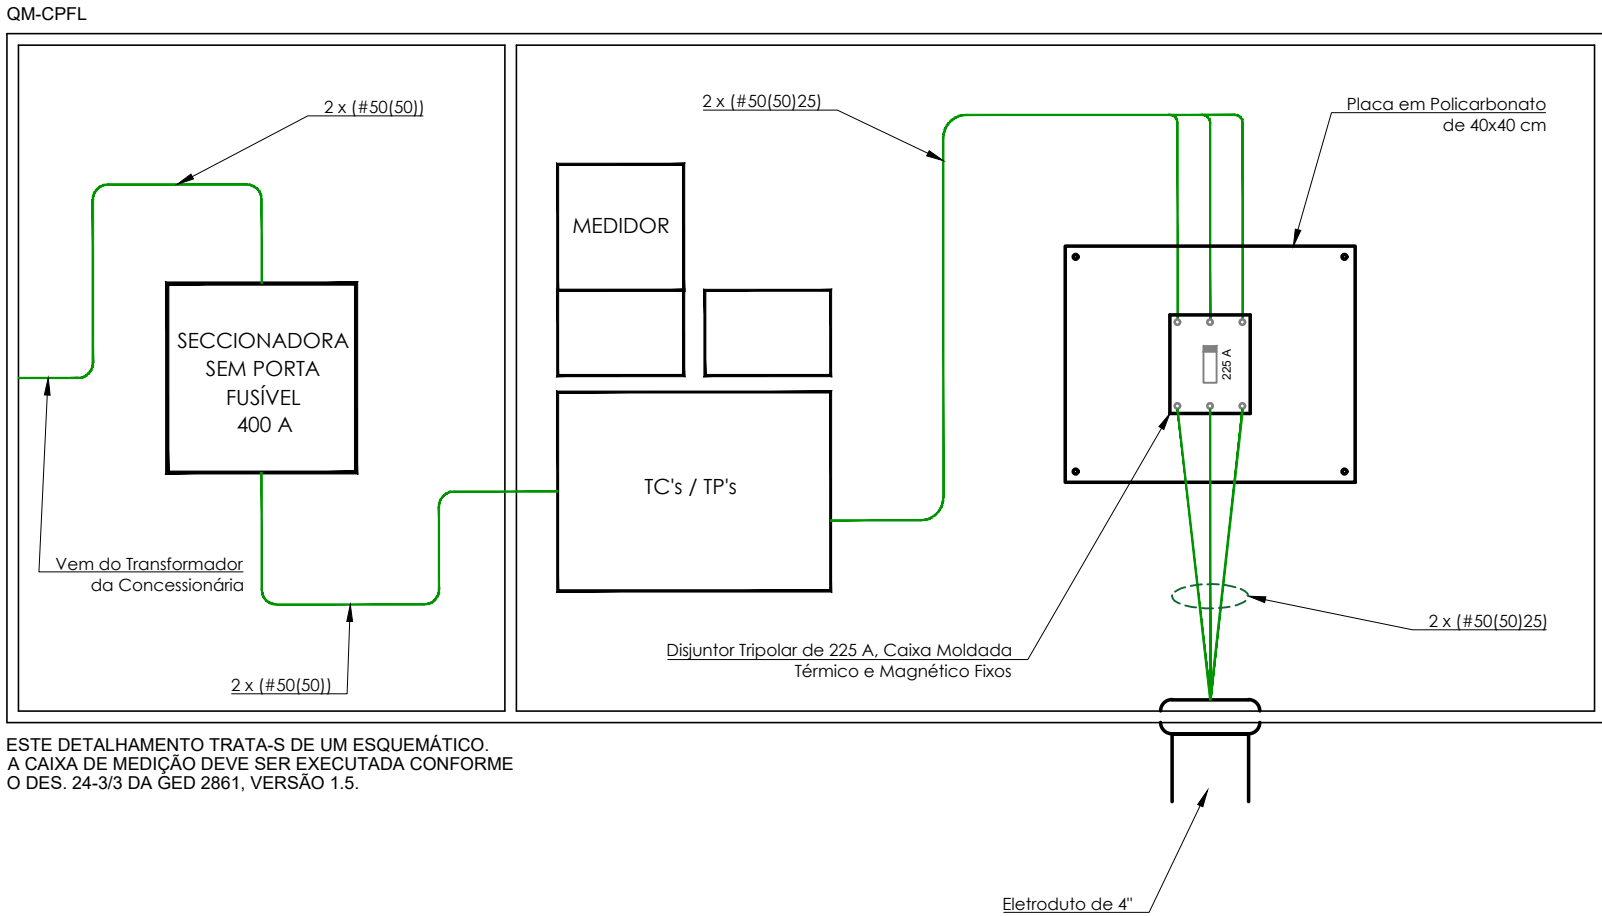 QM-CPFL
2 x (#50(50))
2 x (#50(50)25)
Placa em Policarbonato
de 40x40 cm
MEDIDOR
SECCIONADORA
SEM PORTA
FUSÍVEL
400 A
225 A
TC's / TP's
Vem do Transformador
da Concessionária
2 x (#50(50)25)
Disjuntor Tripolar de 225 A, Caixa Moldada
Térmico e Magnético Fixos
2 x (#50(50))
ESTE DETALHAMENTO TRATA-S DE UM ESQUEMÁTICO.
A CAIXA DE MEDIÇÃO DEVE SER EXECUTADA CONFORME
O DES. 24-3/3 DA GED 2861, VERSÃO 1.5.
Eletroduto de 4"